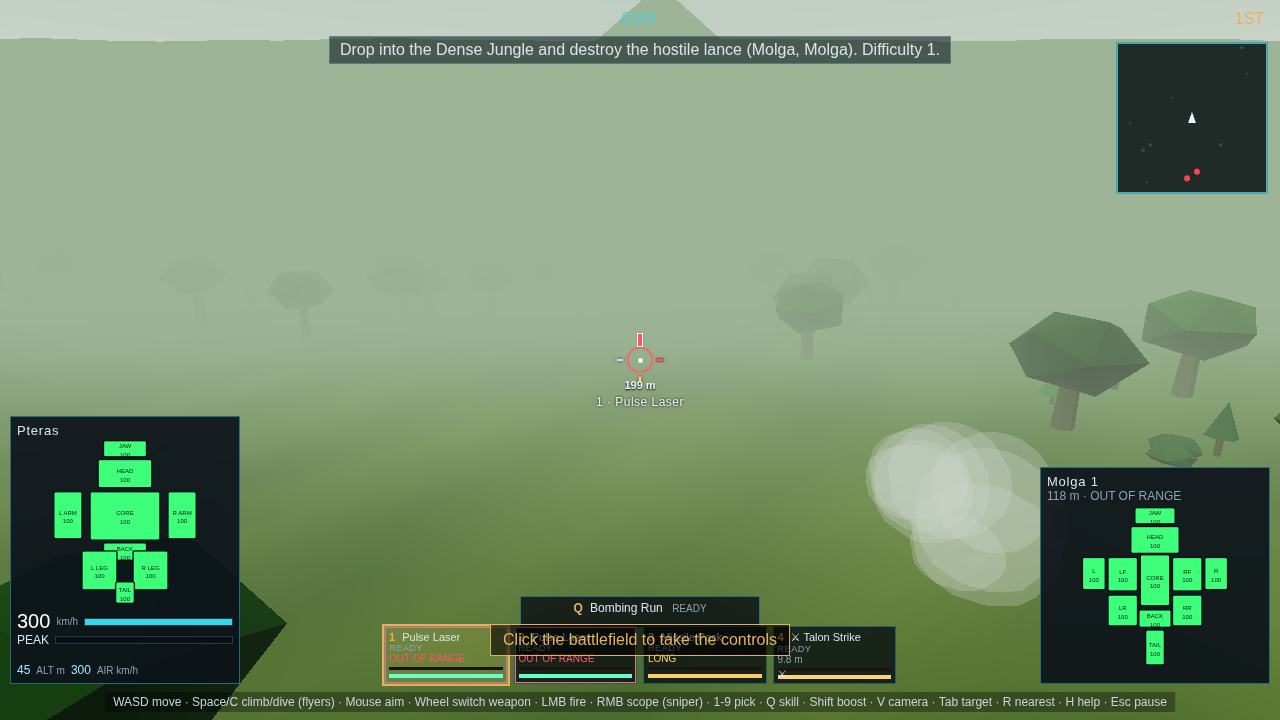 0:00
1ST
Drop into the Dense Jungle and destroy the hostile lance (Molga, Molga). Difficulty 1.
199 m
1 · Pulse Laser
Pteras
JAW
100
HEAD
100
L ARM
100
CORE
100
R ARM
100
BACK
100
L LEG
100
R LEG
100
TAIL
100
300 km/h
PEAK
45 ALT m 300 AIR km/h
Molga 1
118 m · OUT OF RANGE
JAW
100
HEAD
100
L
100
LF
100
CORE
100
RF
100
R
100
LR
100
BACK
100
RR
100
TAIL
100
Q Bombing Run READY
Click the battlefield to take the controls
1 Pulse Laser
READY
OUT OF RANGE
READY
OUT OF RANGE
READY
LONG
4 ⚔ Talon Strike
READY
9.8 m
WASD move · Space/C climb/dive (flyers) · Mouse aim · Wheel switch weapon · LMB fire · RMB scope (sniper) · 1-9 pick · Q skill · Shift boost · V camera · Tab target · R nearest · H help · Esc pause